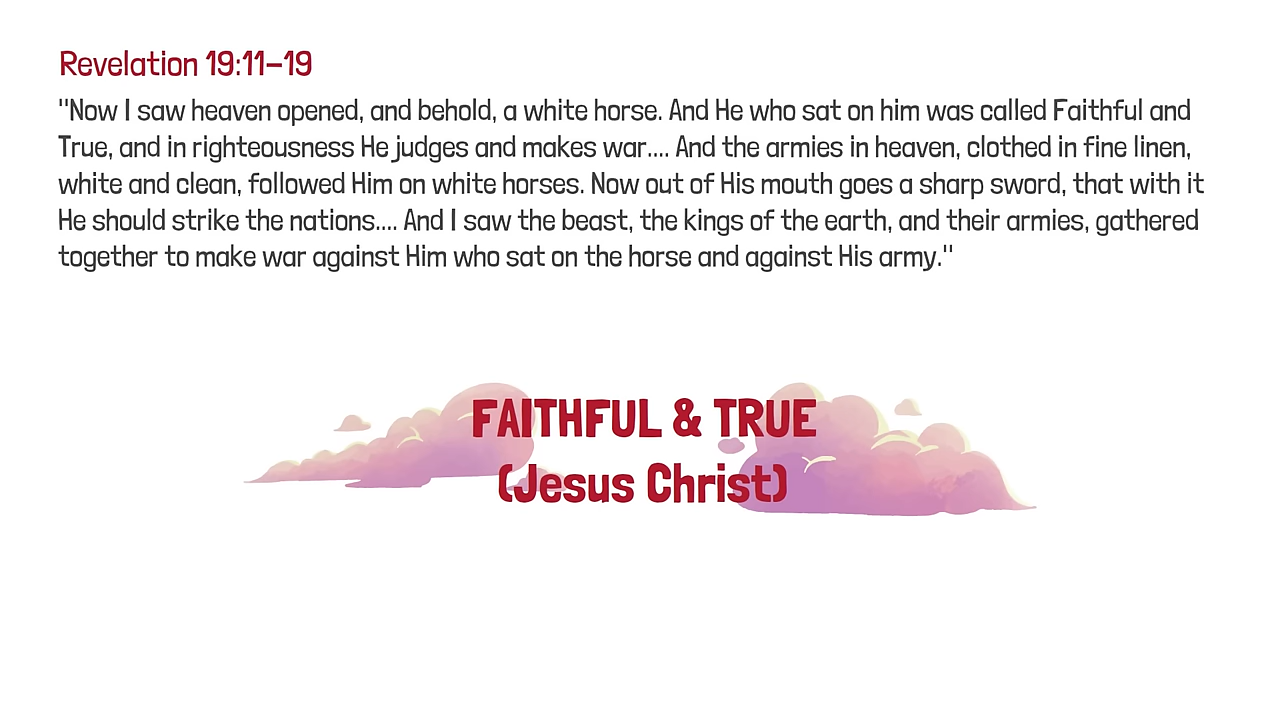 Revelation 19:11–19
"Now I saw heaven opened, and behold, a white horse. And He who sat on him was called Faithful and
True, and in righteousness He judges and makes war.... And the armies in heaven, clothed in fine linen,
white and clean, followed Him on white horses. Now out of His mouth goes a sharp sword, that with it
He should strike the nations.... And I saw the beast, the kings of the earth, and their armies, gathered
together to make war against Him who sat on the horse and against His army."
FAITHFUL & TRUE
(Jesus Christ)